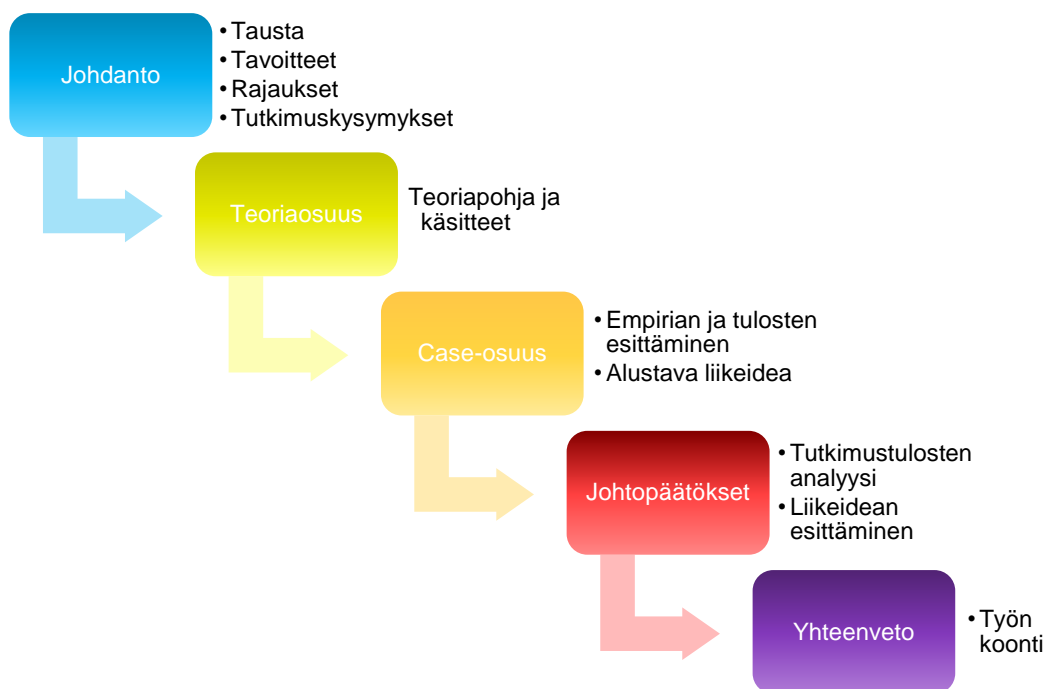 Johdanto
• Tausta
• Tavoitteet
• Rajaukset
• Tutkimuskysymykset
Teoriaosuus
Teoriapohja ja
käsitteet
Case-osuus
• Empirian ja tulosten
esittäminen
• Alustava liikeidea
Johtopäätökset
• Tutkimustulosten
analyysi
• Liikeidean
esittäminen
Yhteenveto
• Työn
koonti